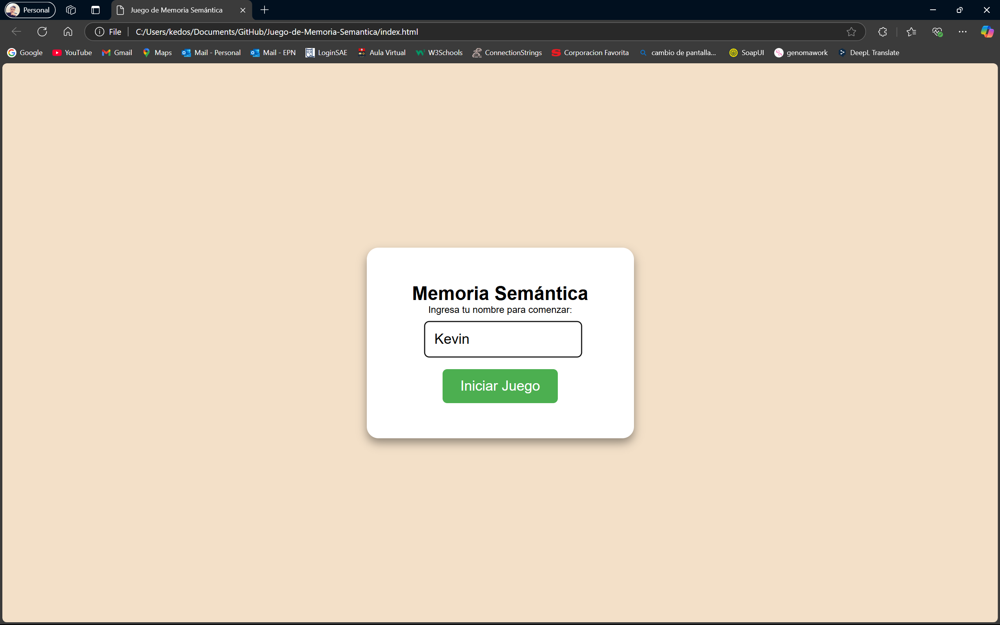 Personal
Juego de Memoria Semántica
File
C:/Users/kedos/Documents/GitHub/Juego-de-Memoria-Semantica/index.html
Google YouTube Gmail Maps Mail - Personal Mail - EPN LoginSAE Aula Virtual W3Schools ConnectionStrings Corporacion Favorita cambio de pantalla... SoapUI genomawork DeepL Translate
Memoria Semántica
Ingresa tu nombre para comenzar:
Kevin
Iniciar Juego